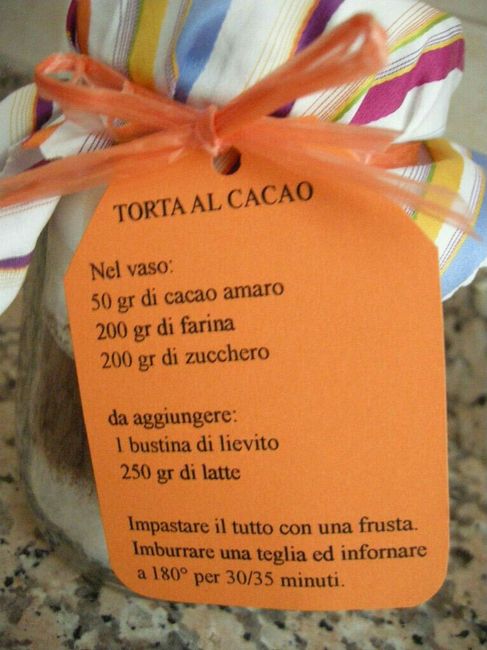 TORTA AL CACAO
Nel vaso:
50 gr di cacao amaro
200 gr di farina
200 gr di zucchero
da aggiungere:
1 bustina di lievito
250 gr di latte
Impastare il tutto con una frusta.
Imburrare una teglia ed infornare
a 180° per 30/35 minuti.